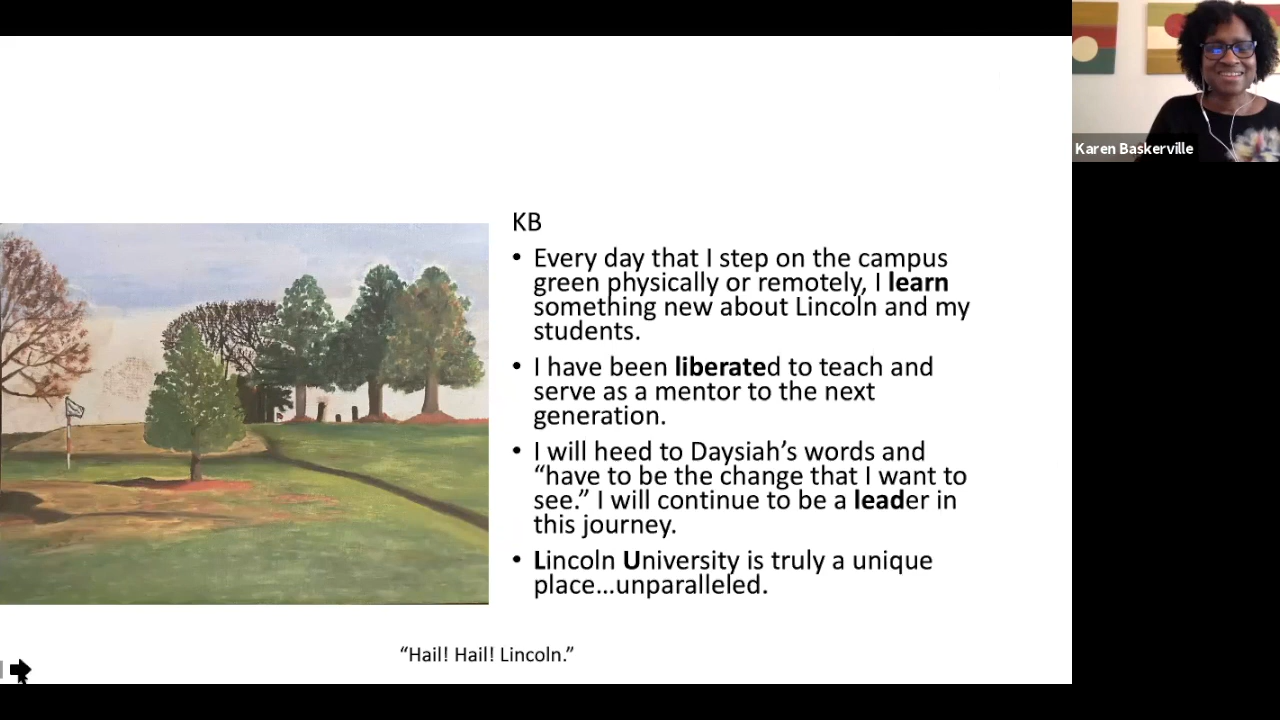 Karen Baskerville
KB
• Every day that I step on the campus
green physically or remotely, I learn
something new about Lincoln and my
students.
• I have been liberated to teach and
serve as a mentor to the next
generation.
• I will heed to Daysiah’s words and
“have to be the change that I want to
see.” I will continue to be a leader in
this journey.
• Lincoln University is truly a unique
place...unparalleled.
“Hail! Hail! Lincoln.”